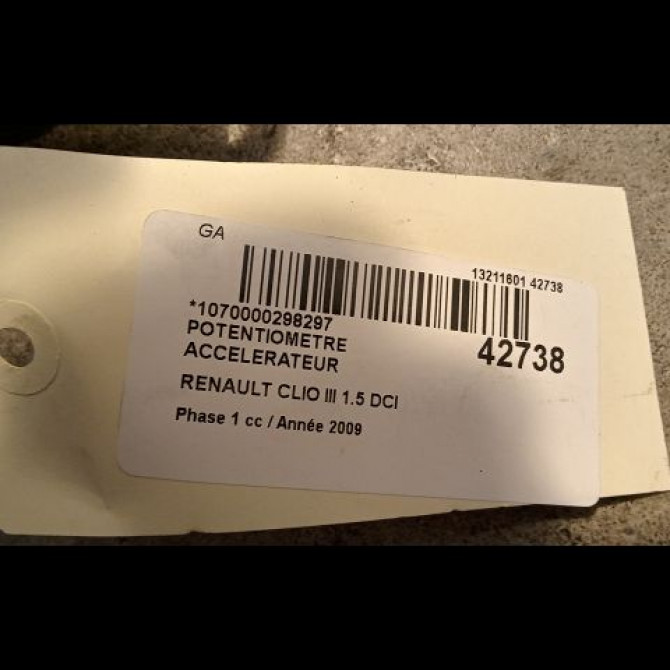 GA
13211601 42738
*1070000298297
POTENTIOMETRE
ACCELERATEUR
42738
RENAULT CLIO III 1.5 DCI
Phase 1 cc / Année 2009